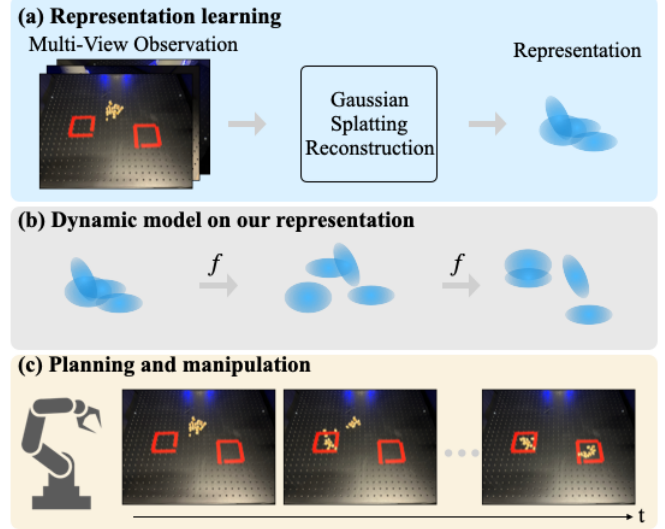 (a) Representation learning
Multi-View Observation
Representation
Gaussian
Splatting
Reconstruction
(b) Dynamic model on our representation
f
f
(c) Planning and manipulation
t